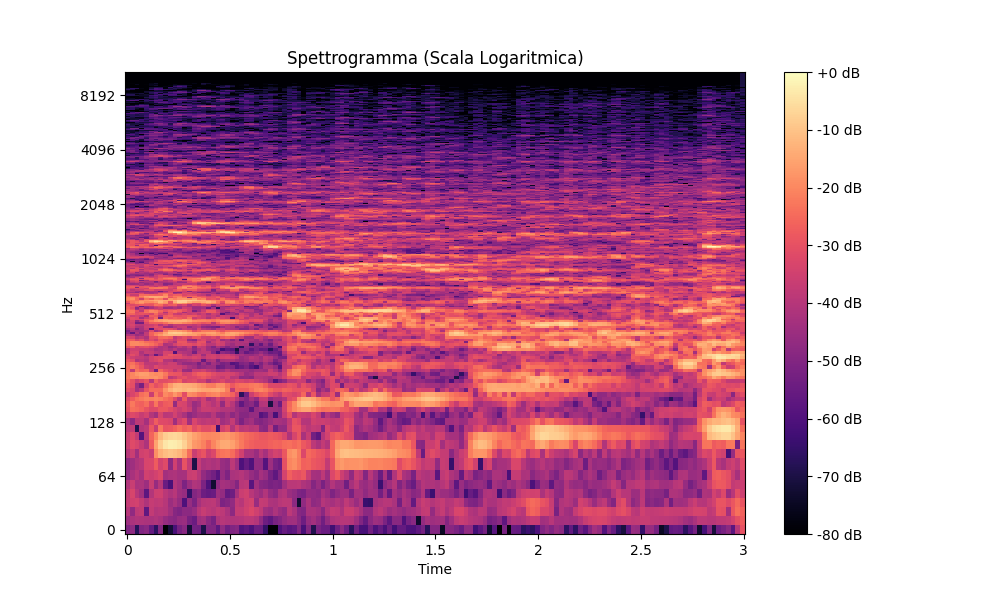 Spettrogramma (Scala Logaritmica)
8192
4096
2048
1024
512
256
128
64
0
Hz
0
0.5
1
1.5
2
2.5
3
Time
+0 dB
-10 dB
-20 dB
-30 dB
-40 dB
-50 dB
-60 dB
-70 dB
-80 dB